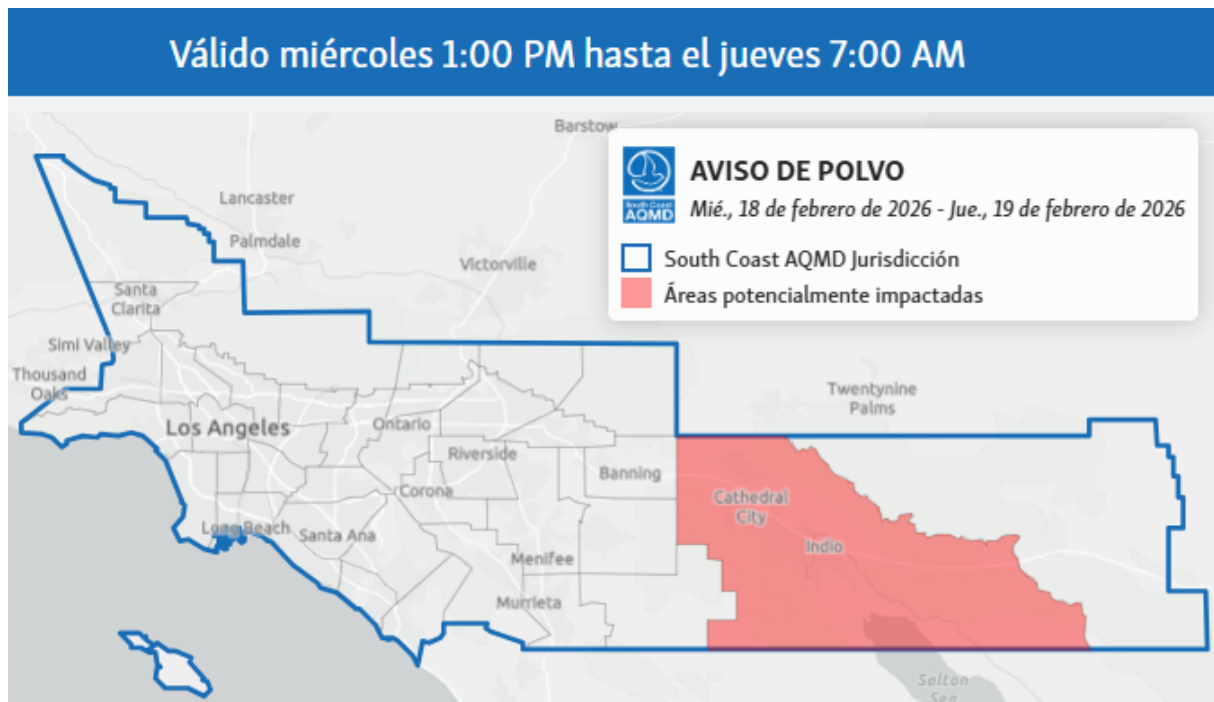 Válido miércoles 1:00 PM hasta el jueves 7:00 AM
Barstow
AVISO DE POLVO
South Coast
AQMD
Mié., 18 de febrero de 2026 - Jue., 19 de febrero de 2026
South Coast AQMD Jurisdicción
Áreas potencialmente impactadas
Lancaster
Palmdale
Victorville
Santa
Clarita
Simi Valley
Thousand
Oaks
Twentynine
Palms
Los Angeles
Ontario
Riverside
Banning
Corona
Cathedral
City
Long Beach
Santa Ana
Indio
Menifee
Murrieta
Salton
Sea